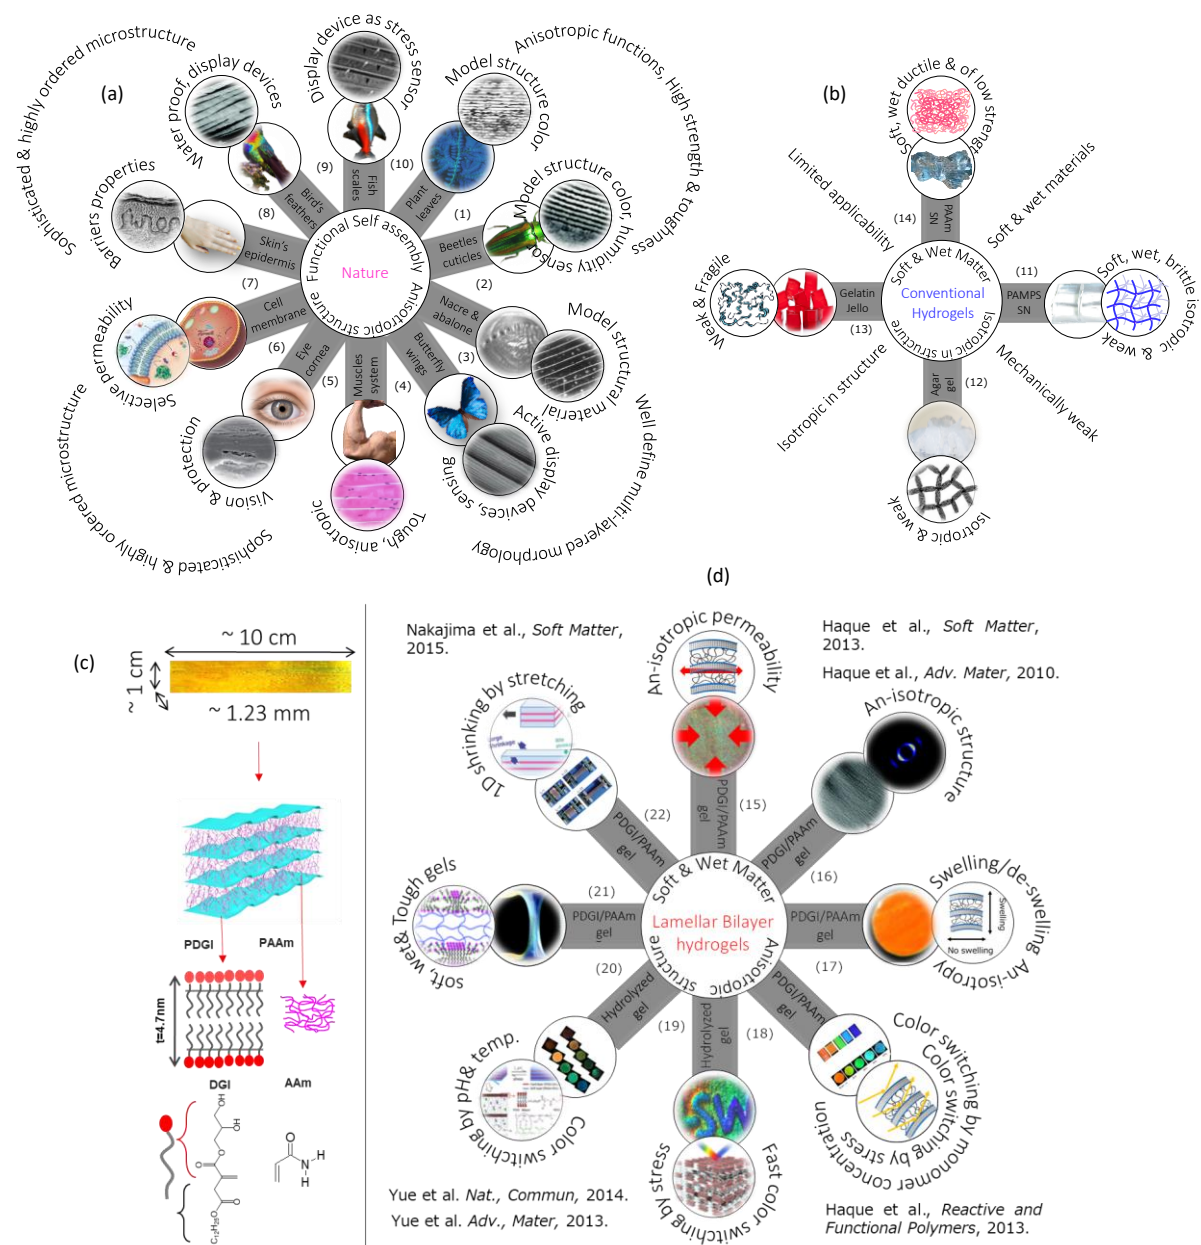 (a)
Sophisticated & highly ordered microstructure
Anisotropic functions, High strength & toughness
Well define multi-layered morphology
Sophisticated & highly ordered microstructure
Functional Self assembly
Anisotropic structure
Nature
Display device as stress sensor
Fish
scales
(10)
Model structure color
Plant
leaves
(1)
Model structure color, humidity senso
Beetles
cuticles
(2)
Model structural material
Nacre &
abalone
(3)
Active display devices, sensing
Butterfly
wings
(4)
Tough, anisotropic
Muscles
system
(5)
Vision & protection
Eye
cornea
(6)
Selective permeability
Cell
membrane
(7)
Barriers properties
Skin's
epidermis
(8)
Water proof, display devices
Bird's
feathers
(9)
(b)
Soft, wet ductile & of low strengt
Limited applicability
Soft & wet materials
Mechanically weak
Isotropic in structure
(14)
PAAm
SN
Soft & Wet Matter
Isotropic in structure
Conventional
Hydrogels
(11)
PAMPS
SN
Soft, wet, brittle isotropic
& weak
(12)
Agar
gel
Isotropic & weak
(13)
Gelatin
Jello
Weak & Fragile
(c)
~ 10 cm
~ 1 cm
~ 1.23 mm
PDGI
PAAm
t=4.7nm
DGI
AAm
OH
OH
O
O
O
O
C12H25O
O
N
H
H
(d)
Nakajima et al., Soft Matter,
2015.
Haque et al., Soft Matter,
2013.
Haque et al., Adv. Mater, 2010.
Soft & Wet Matter
Anisotropic structure
Lamellar Bilayer
hydrogels
An-isotropic permeability
PDGI/PAAm
gel
(15)
An-isotropic structure
PDGI/PAAm
gel
(16)
Swelling/de-swelling An-isotropy
Swelling
No swelling
PDGI/PAAm
gel
(17)
Color switching by monomer concentration
Color switching by stress
PDGI/PAAm
gel
(18)
Fast color switching by stress
SW
Hydrolyzed
gel
(19)
Color switching by pH& temp.
Hydrolyzed
gel
(20)
soft, wet& Tough gels
PDGI/PAAm
gel
(21)
1D shrinking by stretching
PDGI/PAAm
gel
(22)
Yue et al. Nat., Commun, 2014.
Yue et al. Adv., Mater, 2013.
Haque et al., Reactive and
Functional Polymers, 2013.